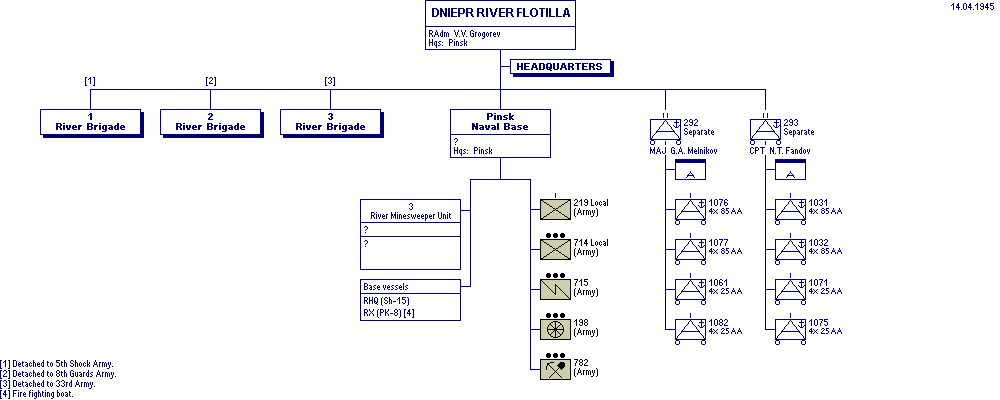 14.04.1945
DNIEPR RIVER FLOTILLA
RAdm V.V. Grogorev
Hqs: Pinsk
HEADQUARTERS
[1]
[2]
[3]
1
River Brigade
2
River Brigade
3
River Brigade
Pinsk
Naval Base
?
Hqs: Pinsk
292
Separate
MAJ G.A. Melnikov
293
Separate
CPT N.T. Fandov
A
A
3
River Minesweeper Unit
?
?
Base vessels
RHQ (Sh-15)
RX (PK-8) [4]
219 Local
(Army)
714 Local
(Army)
715
(Army)
198
(Army)
782
(Army)
1076
4x 85 AA
1077
4x 85 AA
1061
4x 25 AA
1082
4x 25 AA
1031
4x 85 AA
1032
4x 85 AA
1071
4x 25 AA
1075
4x 25 AA
[1] Detached to 5th Shock Army.
[2] Detached to 8th Guards Army.
[3] Detached to 33rd Army.
[4] Fire fighting boat.